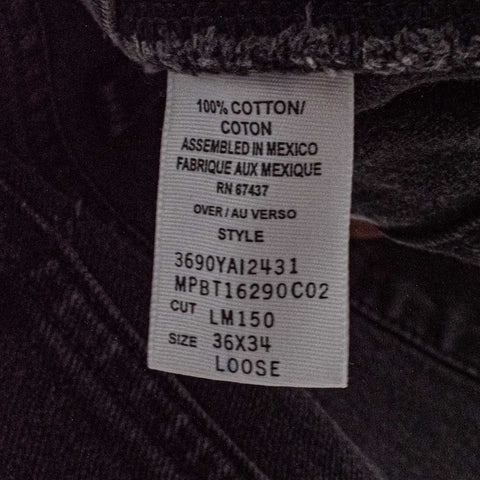 100% COTTON/
COTON
ASSEMBLED IN MEXICO
FABRIQUE AUX MEXIQUE
RN 67437
OVER / AU VERSO
STYLE
3690YAI2431
MPBT16290C02
CUT LM150
SIZE 36X34
LOOSE